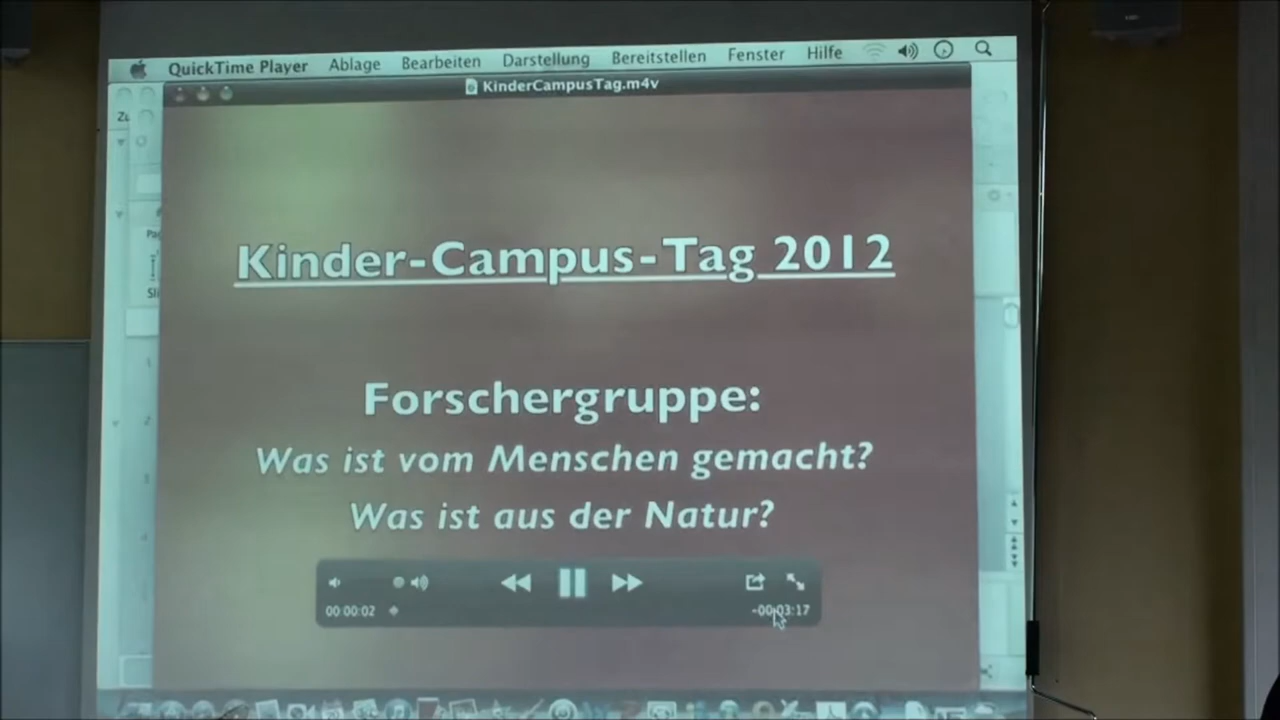 QuickTime Player Ablage Bearbeiten Darstellung Bereitstellen Fenster Hilfe
KinderCampusTag.m4v
Kinder-Campus-Tag 2012
Forschergruppe:
Was ist vom Menschen gemacht?
Was ist aus der Natur?
00:00:02 -00:03:17